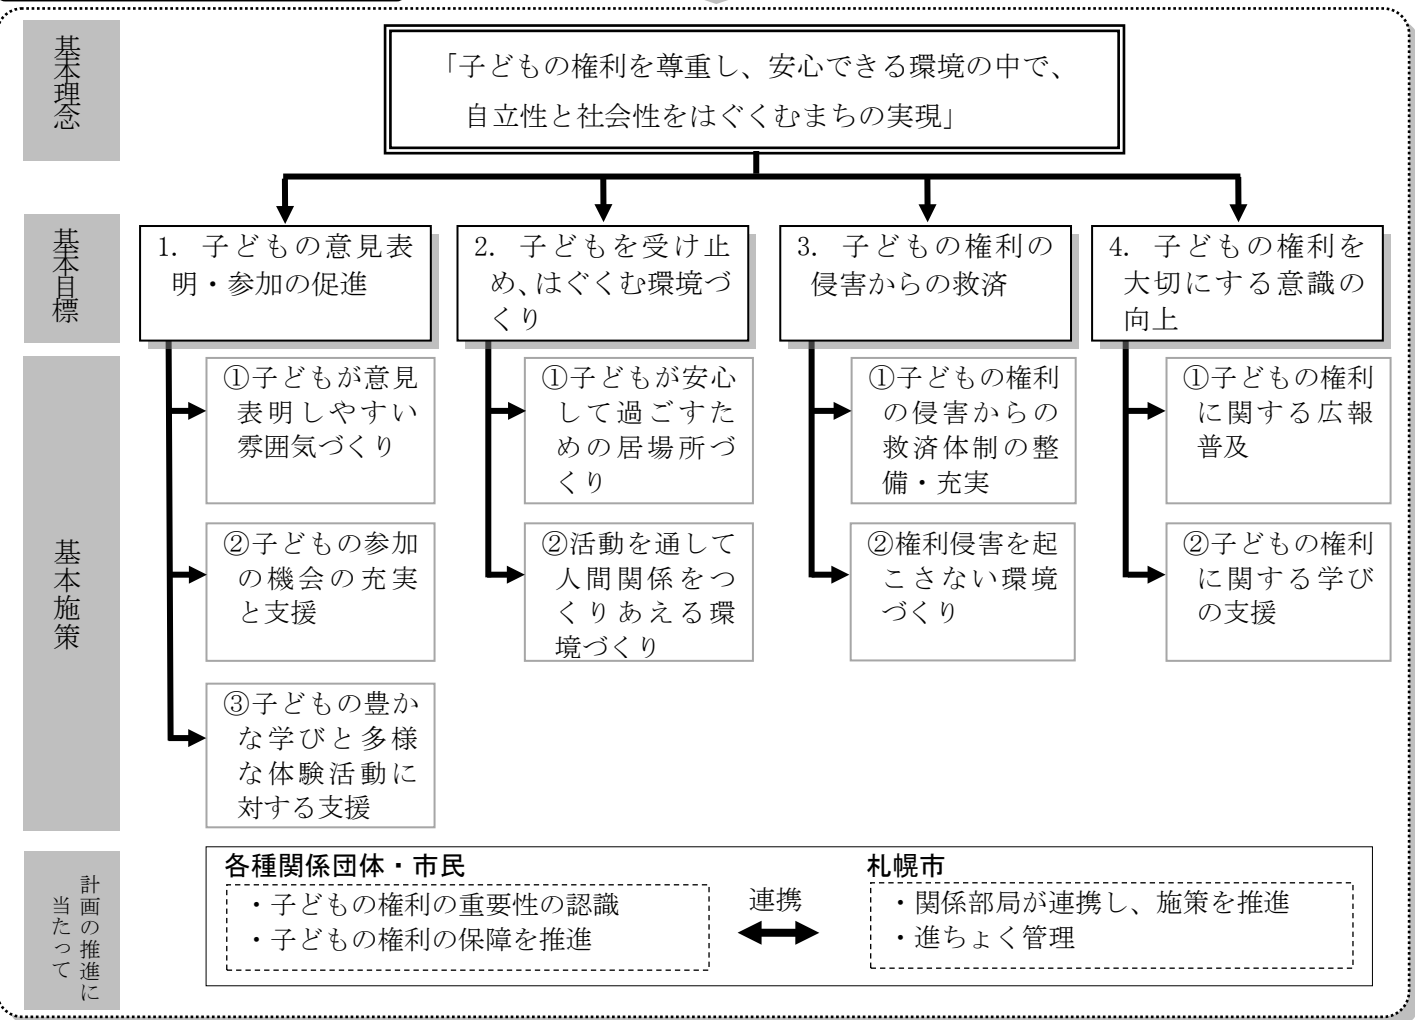 基本理念
「子どもの権利を尊重し、安心できる環境の中で、
自立性と社会性をはぐくむまちの実現」
基本目標
1. 子どもの意見表
明・参加の促進
2. 子どもを受け止
め、はぐくむ環境づ
くり
3. 子どもの権利の
侵害からの救済
4. 子どもの権利を
大切にする意識の
向上
基本施策
①子どもが意見
表明しやすい
雰囲気づくり
②子どもの参加
の機会の充実
と支援
③子どもの豊か
な学びと多様
な体験活動に
対する支援
①子どもが安心
して過ごすた
めの居場所づ
くり
②活動を通して
人間関係をつ
くりあえる環
境づくり
①子どもの権利
の侵害からの
救済体制の整
備・充実
②権利侵害を起
こさない環境
づくり
①子どもの権利
に関する広報
普及
②子どもの権利
に関する学び
の支援
計画の推進に
当たって
各種関係団体・市民
・子どもの権利の重要性の認識
・子どもの権利の保障を推進
連携
札幌市
・関係部局が連携し、施策を推進
・進ちょく管理